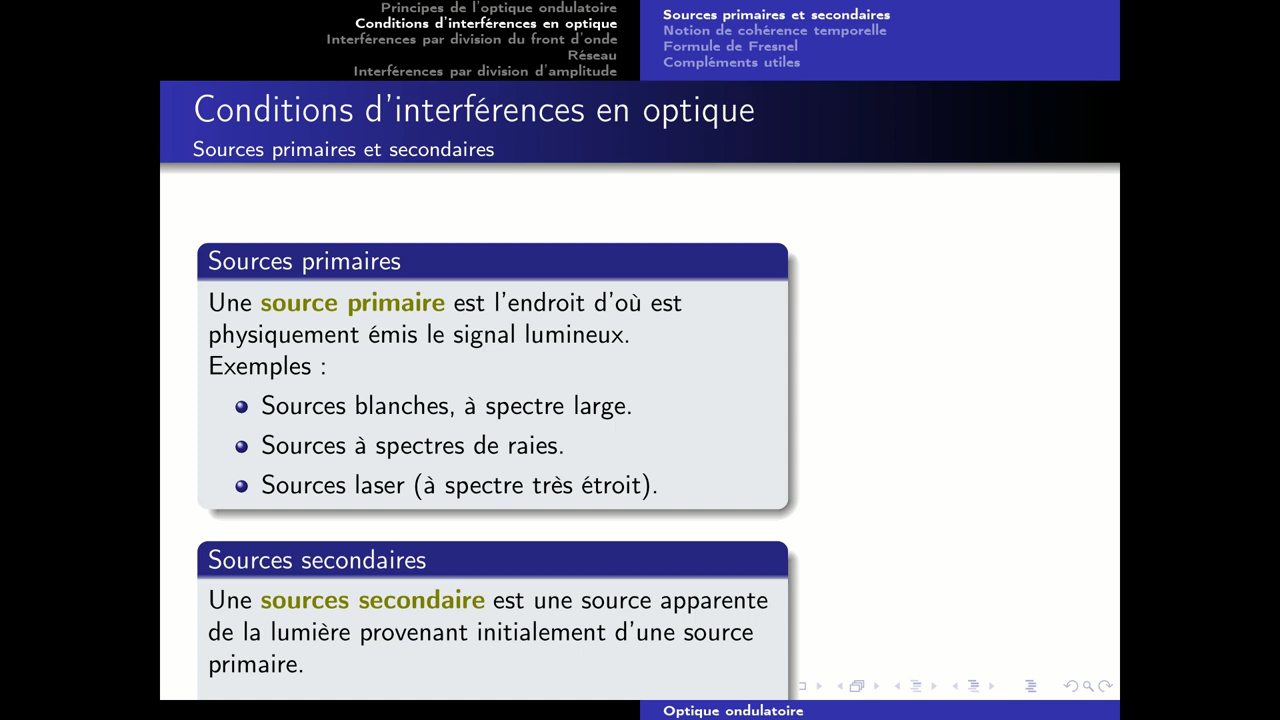 Principes de l'optique ondulatoire
Conditions d'interférences en optique
Interférences par division du front d'onde
Réseau
Interférences par division d'amplitude
Sources primaires et secondaires
Notion de cohérence temporelle
Formule de Fresnel
Compléments utiles
Conditions d'interférences en optique
Sources primaires et secondaires
Sources primaires
Une source primaire est l'endroit d'où est
physiquement émis le signal lumineux.
Exemples :
Sources blanches, à spectre large.
Sources à spectres de raies.
Sources laser (à spectre très étroit).
Sources secondaires
Une sources secondaire est une source apparente
de la lumière provenant initialement d'une source
primaire.
Optique ondulatoire